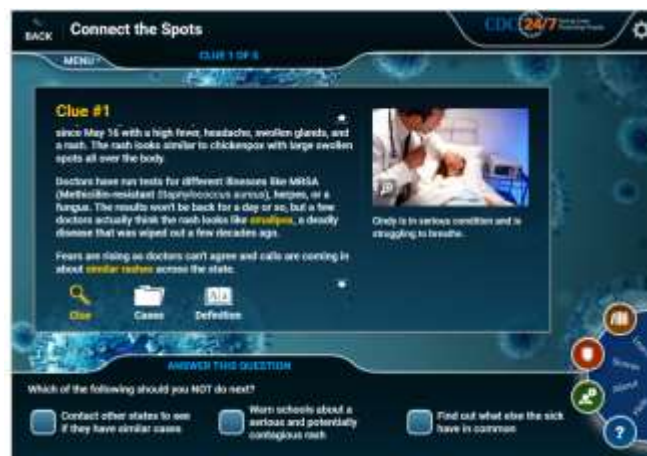 BACK
Connect the Spots
CDC 24/7
MENU
CLUE 1 OF 5
Clue #1
since May 16 with a high fever, headache, swollen glands, and
a rash. The rash looks similar to chickenpox with large swollen
spots all over the body.
Doctors have run tests for different illnesses like MRSA
(Methicillin-resistant Staphylococcus aureus), herpes, or a
fungus. The results won't be back for a day or so, but a few
doctors actually think the rash looks like smallpox, a deadly
disease that was wiped out a few decades ago.
Fears are rising as doctors can't agree and calls are coming in
about similar rashes across the state.
Cindy is in serious condition and is
struggling to breathe.
Clue
Cases
Definition
Aa
ANSWER THIS QUESTION
Which of the following should you NOT do next?
Contact other states to see
if they have similar cases
Warn schools about a
serious and potentially
contagious rash
Find out what else the sick
have in common
?